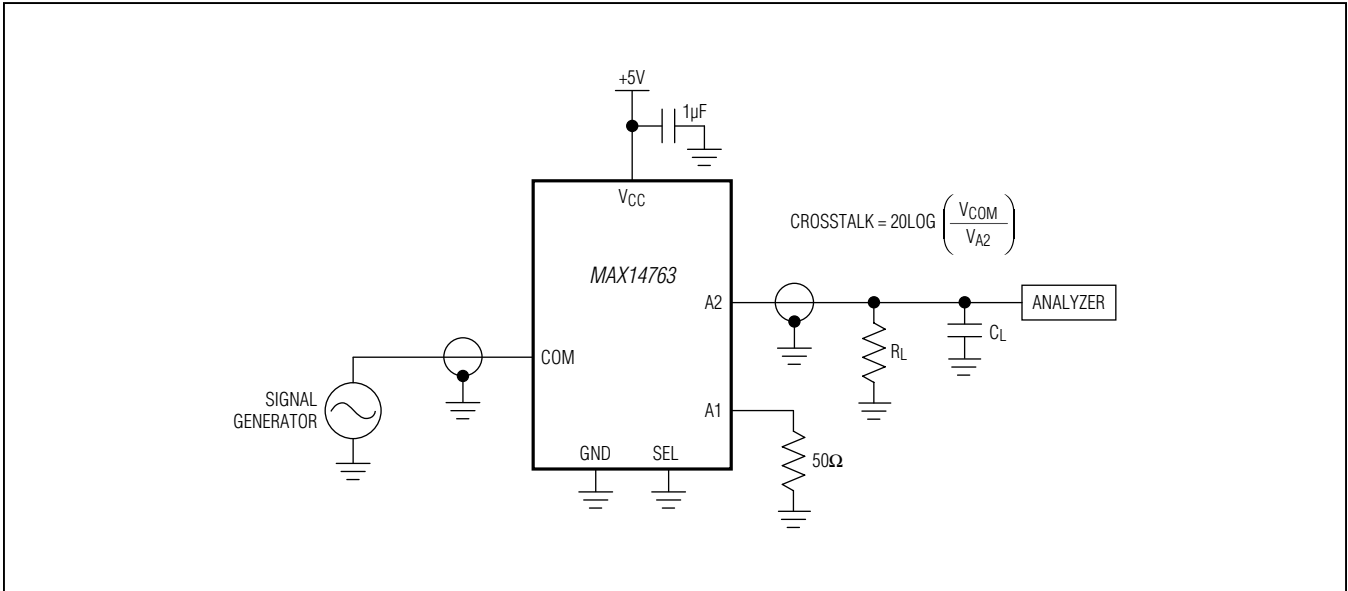 +5V
1µF
VCC
CROSSTALK = 20LOG (VCOM / VA2)
MAX14763
A2
ANALYZER
CL
RL
COM
SIGNAL
GENERATOR
A1
50Ω
GND
SEL